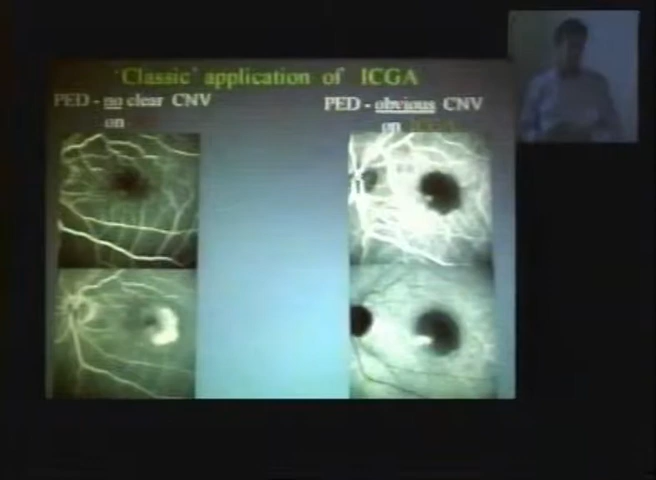 'Classic' application of ICGA
PED - no clear CNV
on
PED - obvious CNV
on